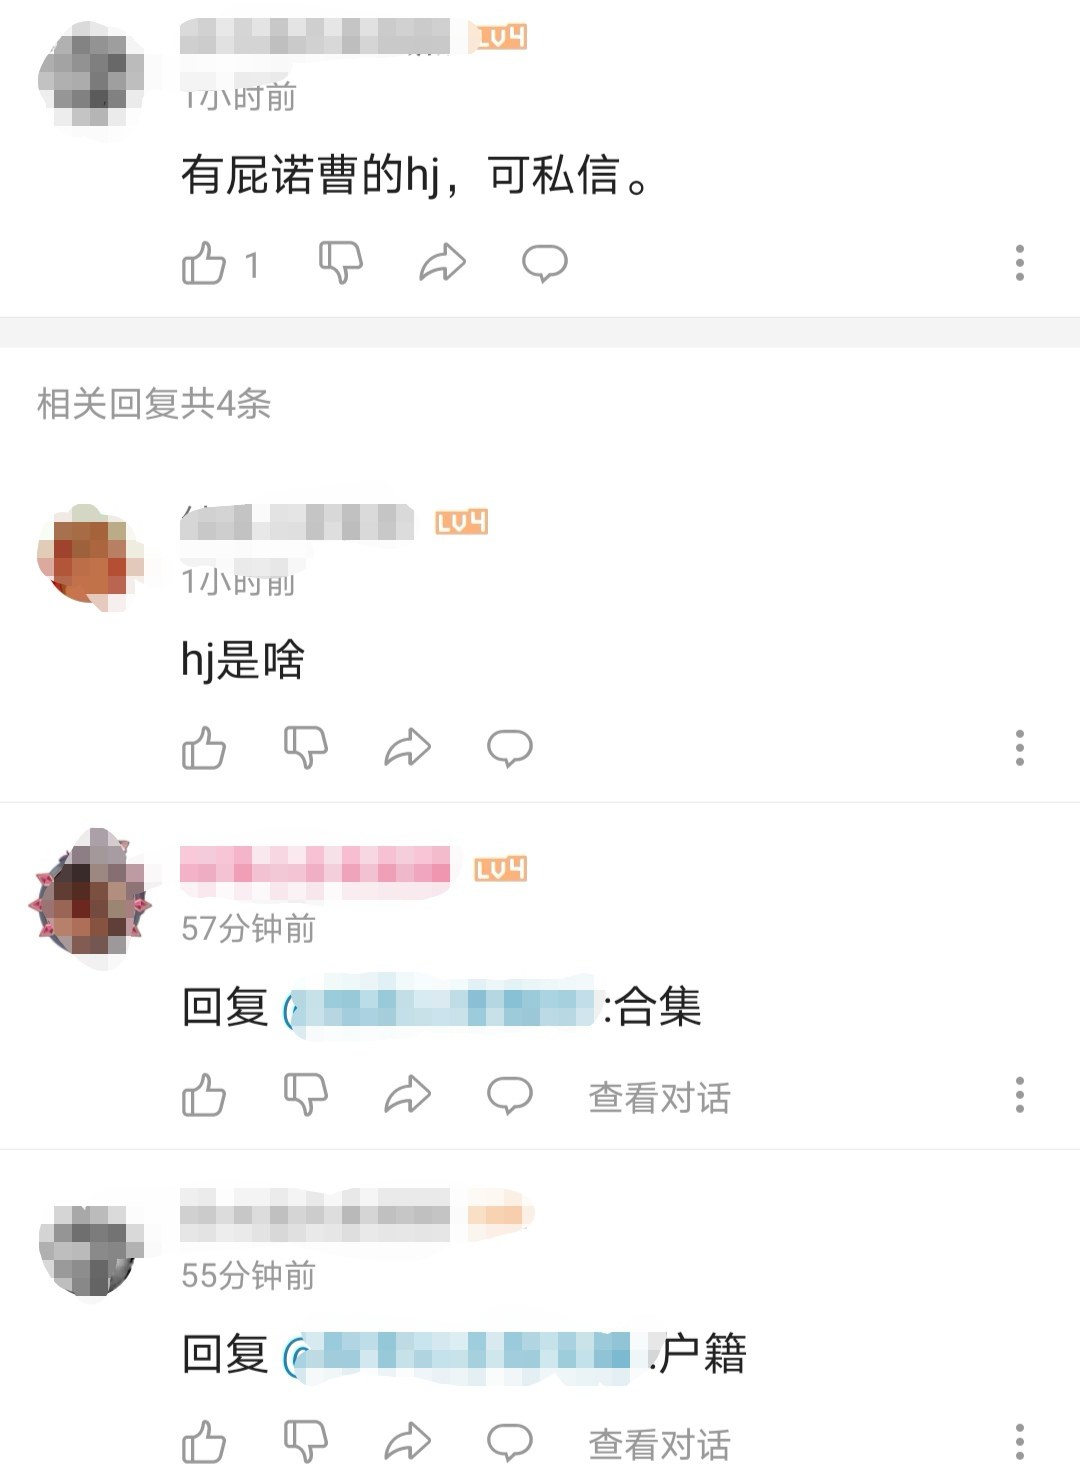 LV4
1小时前
有屁诺曹的hj，可私信。
1
相关回复共4条
LV4
1小时前
hj是啥
LV4
57分钟前
回复 @ :合集
查看对话
55分钟前
回复 @ :户籍
查看对话